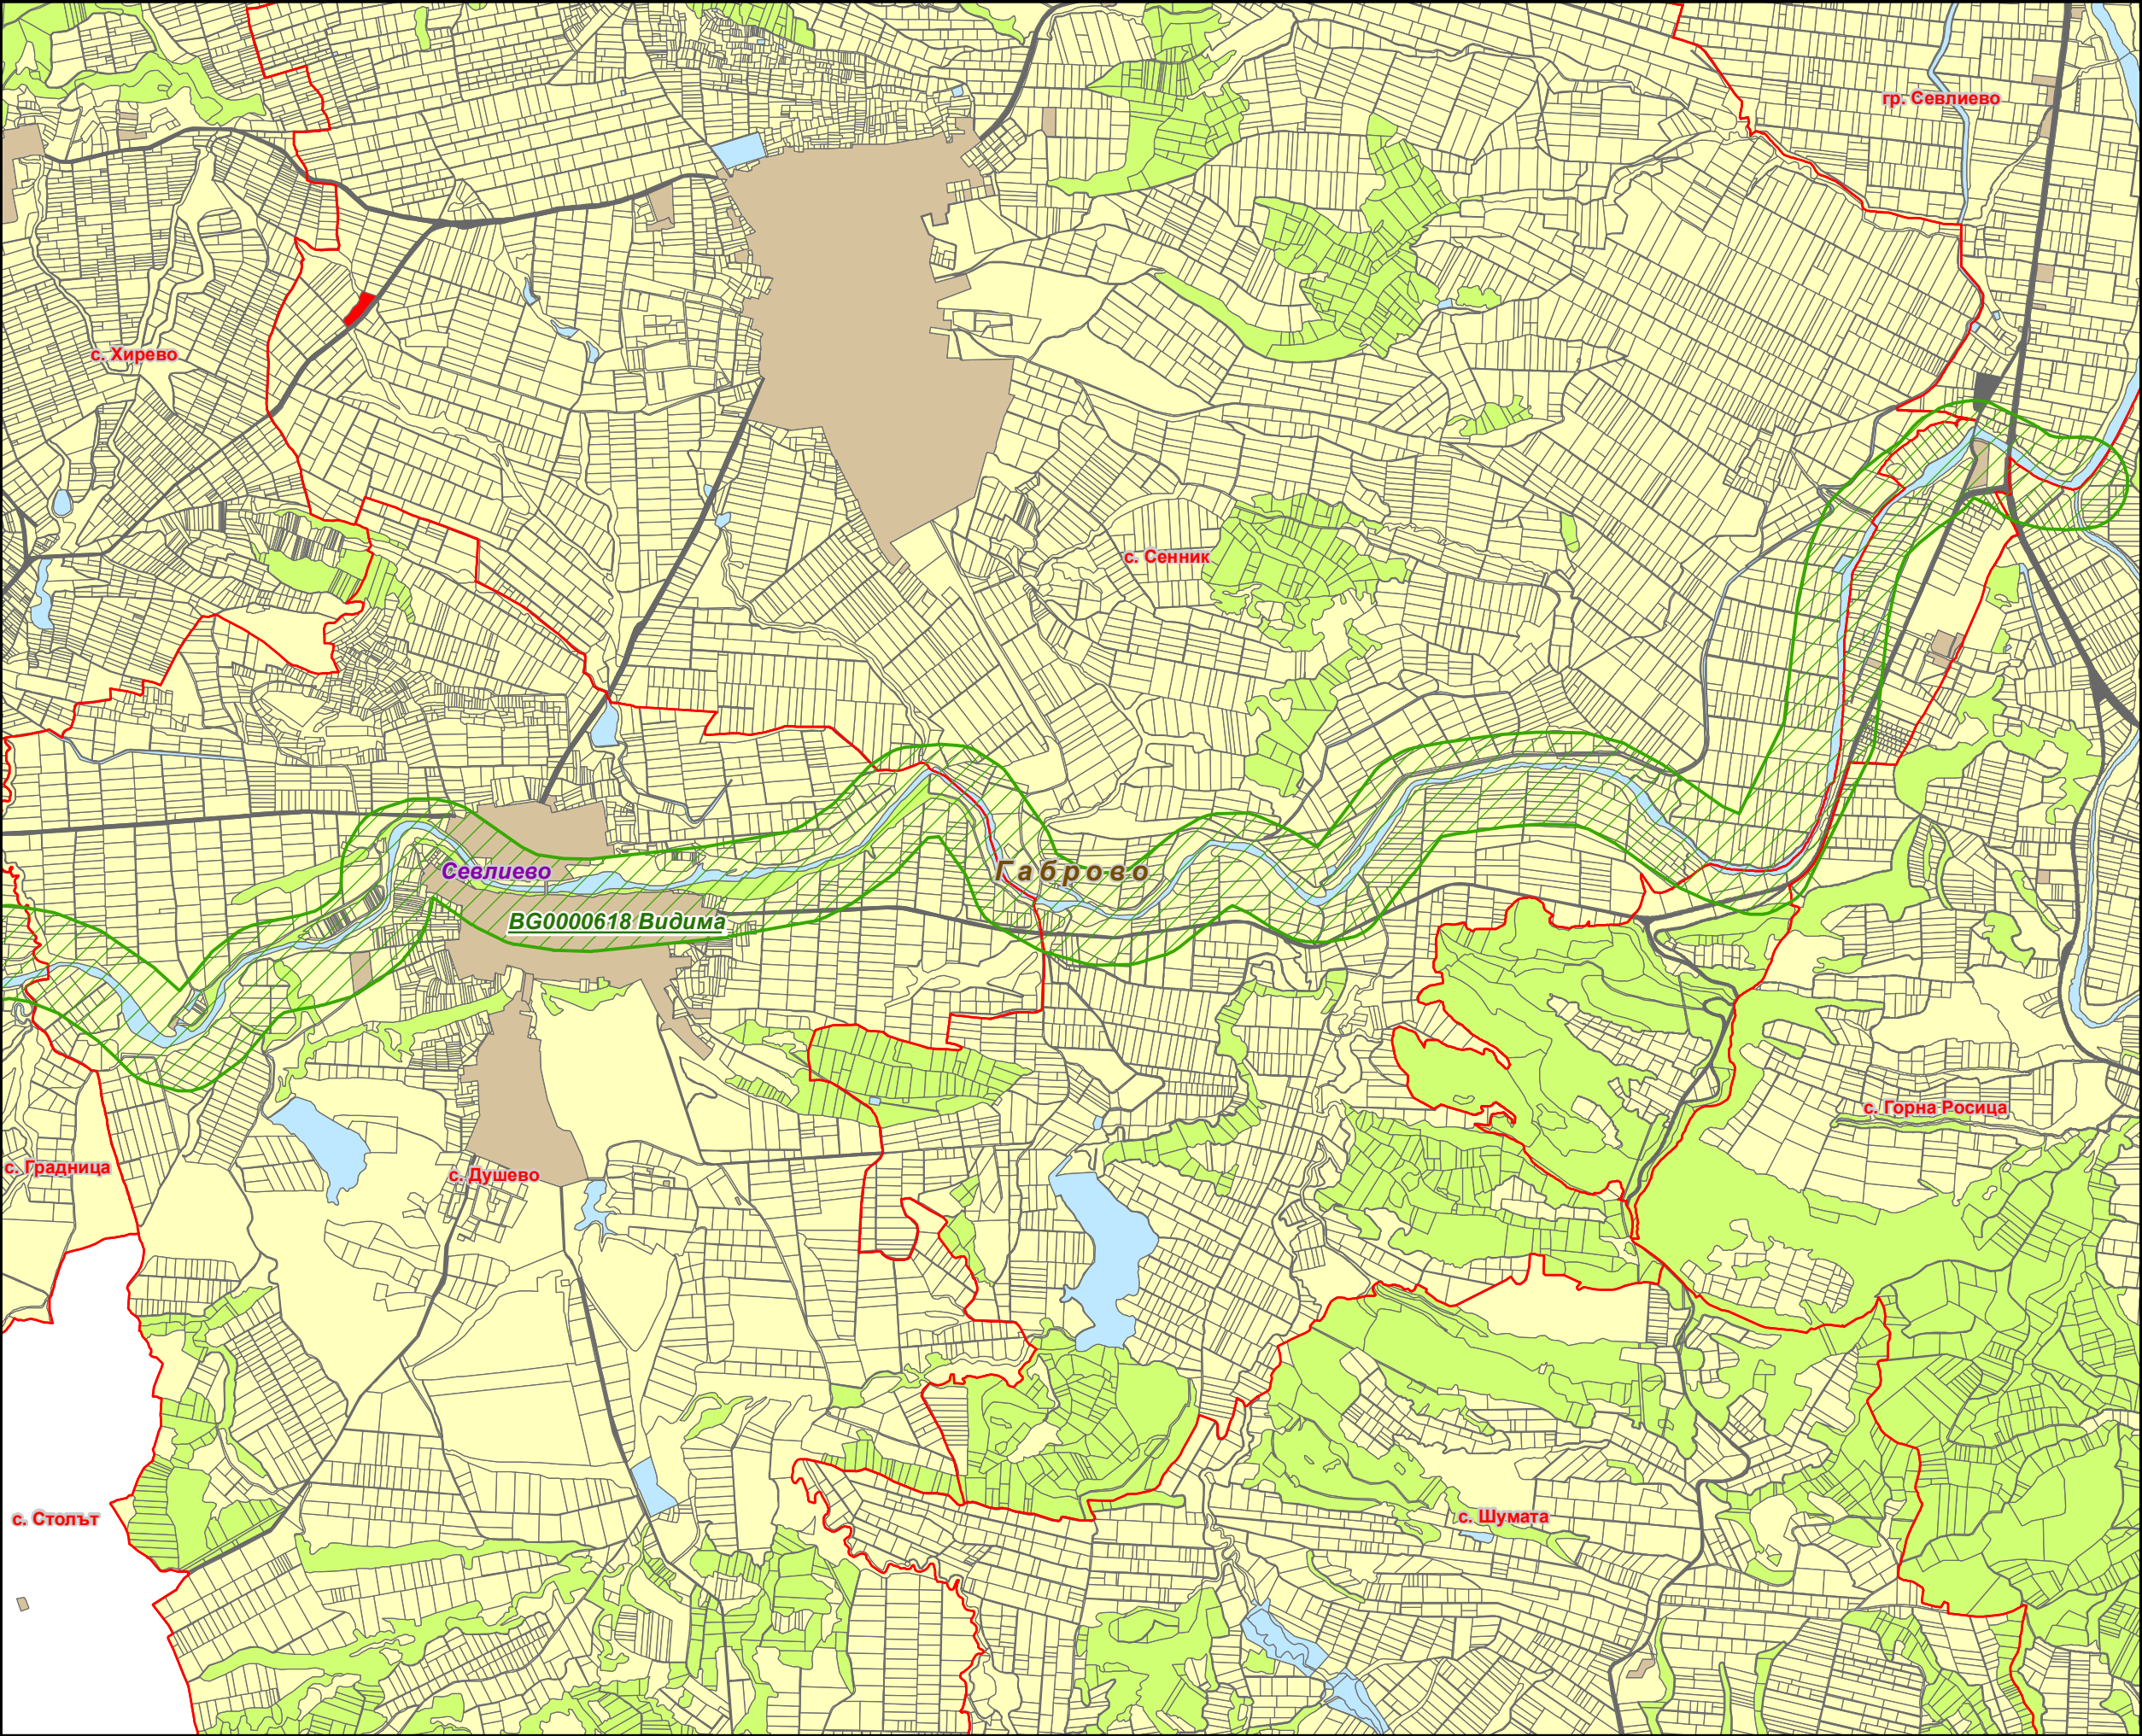 гр. Севлиево
с. Хирево
с. Сенник
Севлиево
Габрово
BG0000618 Видима
с. Горна Росица
с. Градница
с. Душево
с. Столът
с. Шумата